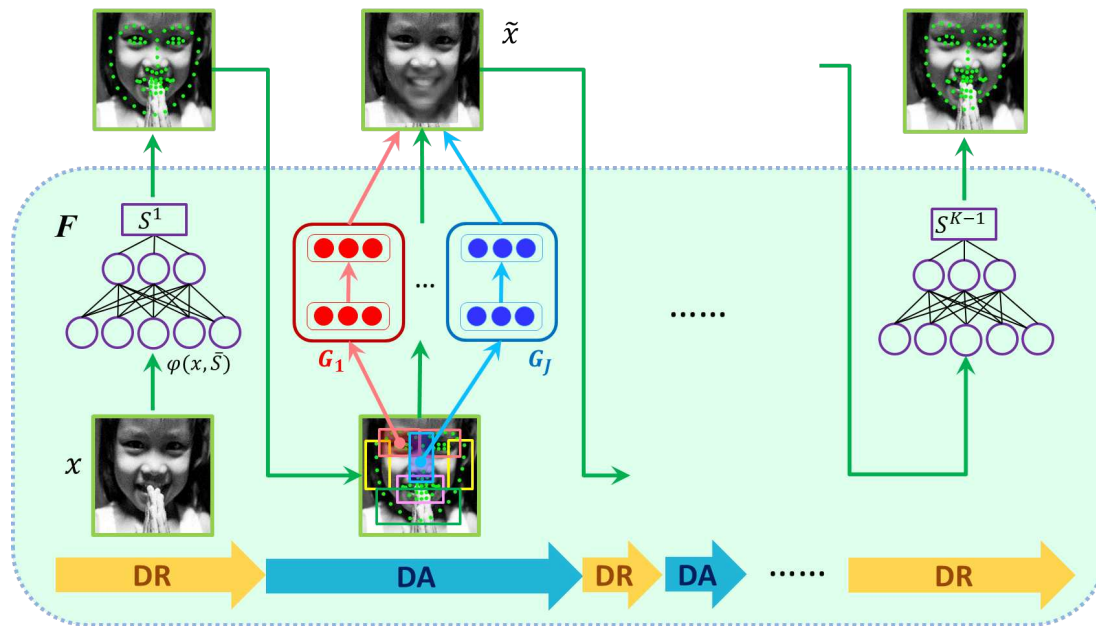 x̃
F
S¹
S^{K-1}
...
......
G₁
G_J
φ(x, S̄)
x
DR
DA
DR
DA
......
DR